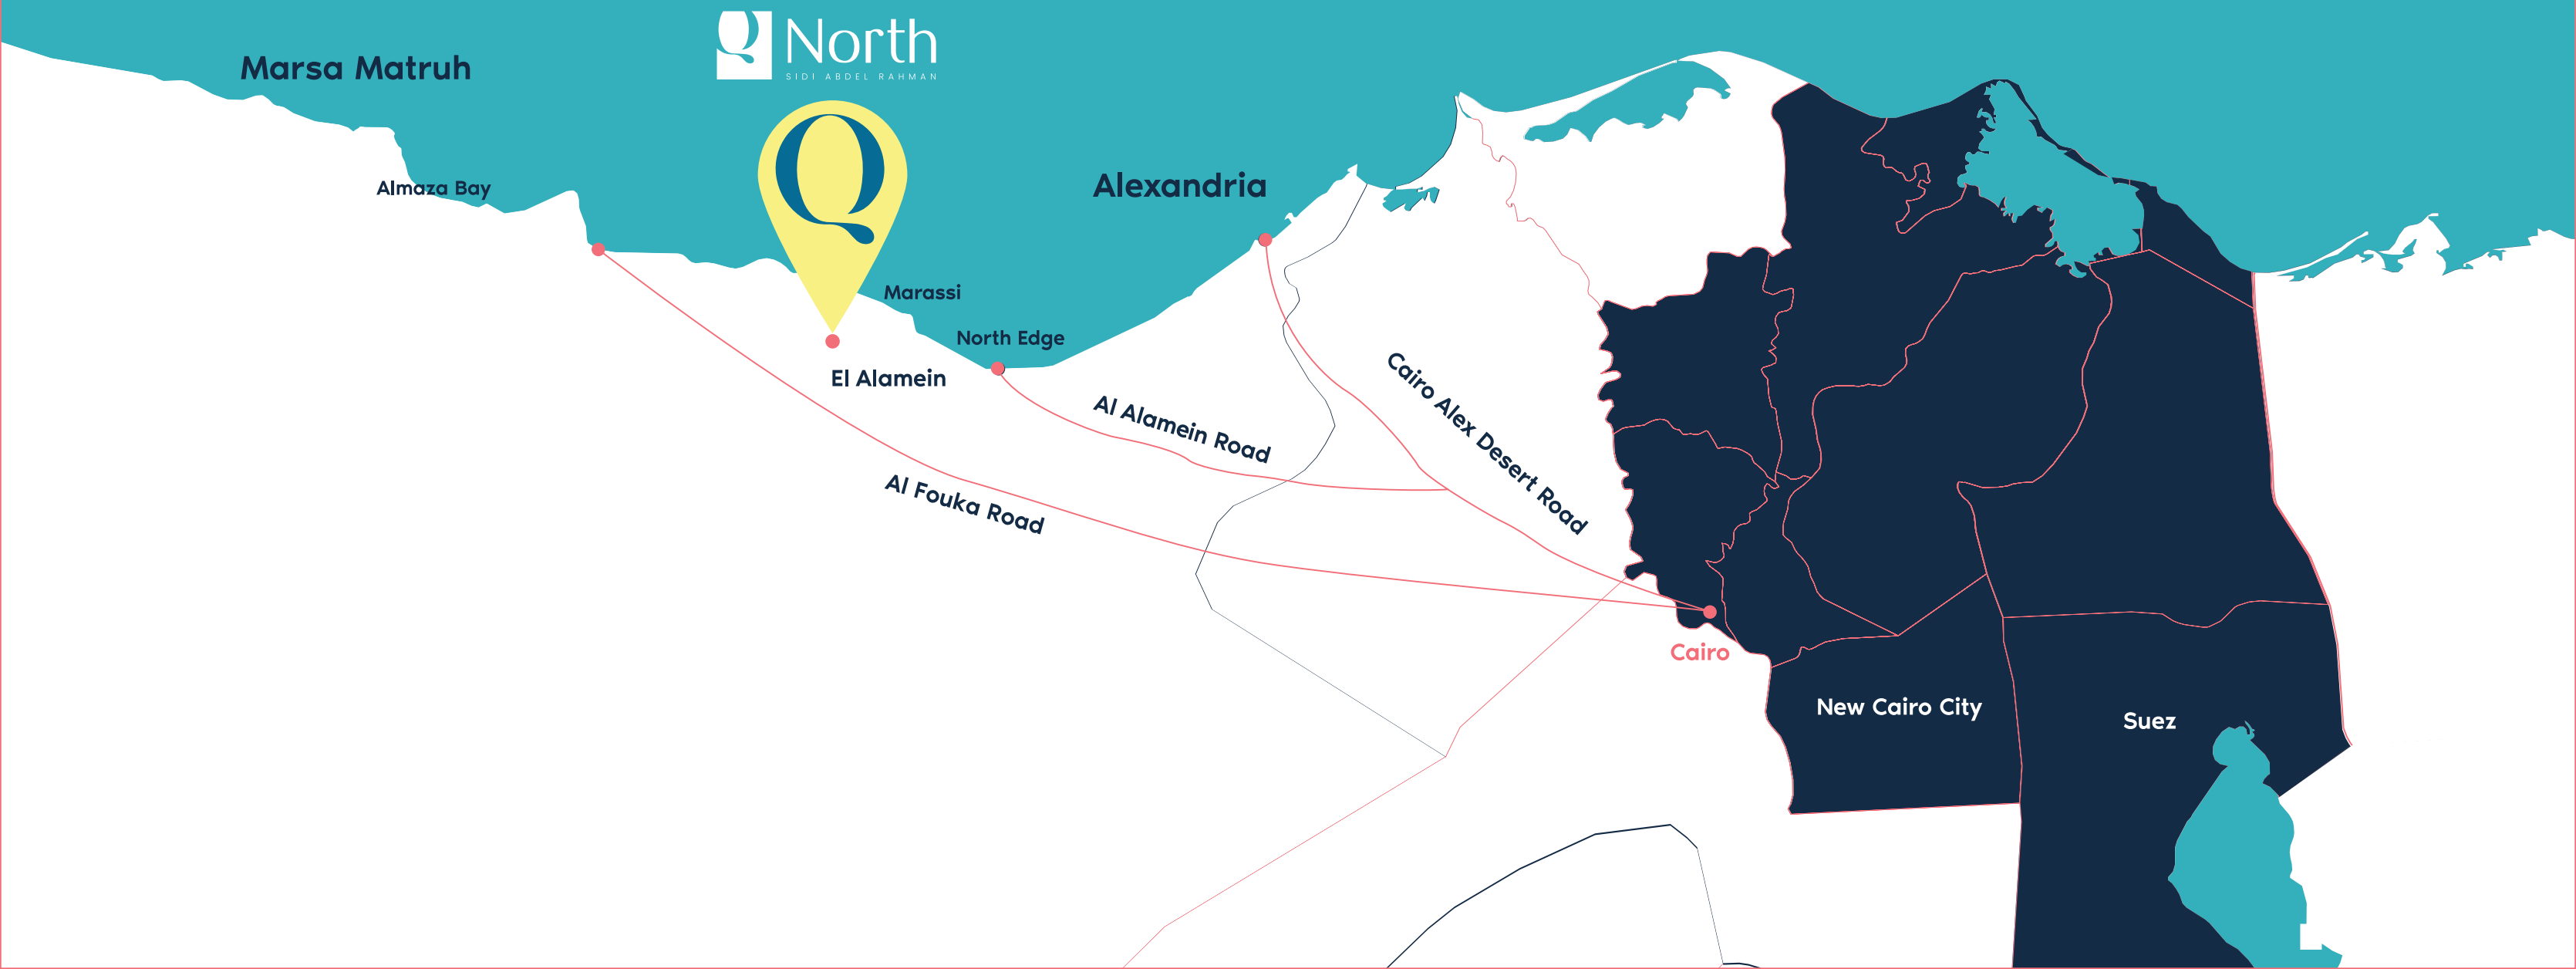 Marsa Matruh
Q North
SIDI ABDEL RAHMAN
Q
Almaza Bay
Alexandria
Marassi
North Edge
El Alamein
Al Alamein Road
Cairo Alex Desert Road
Al Fouka Road
Cairo
New Cairo City
Suez